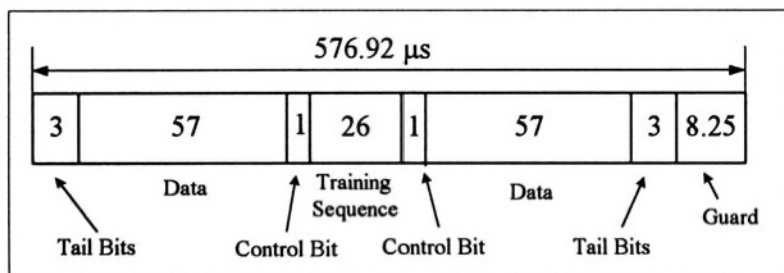 576.92 μs
3 57 1 26 1 57 3 8.25
Data Training Sequence Data
Guard
Tail Bits Control Bit Control Bit Tail Bits